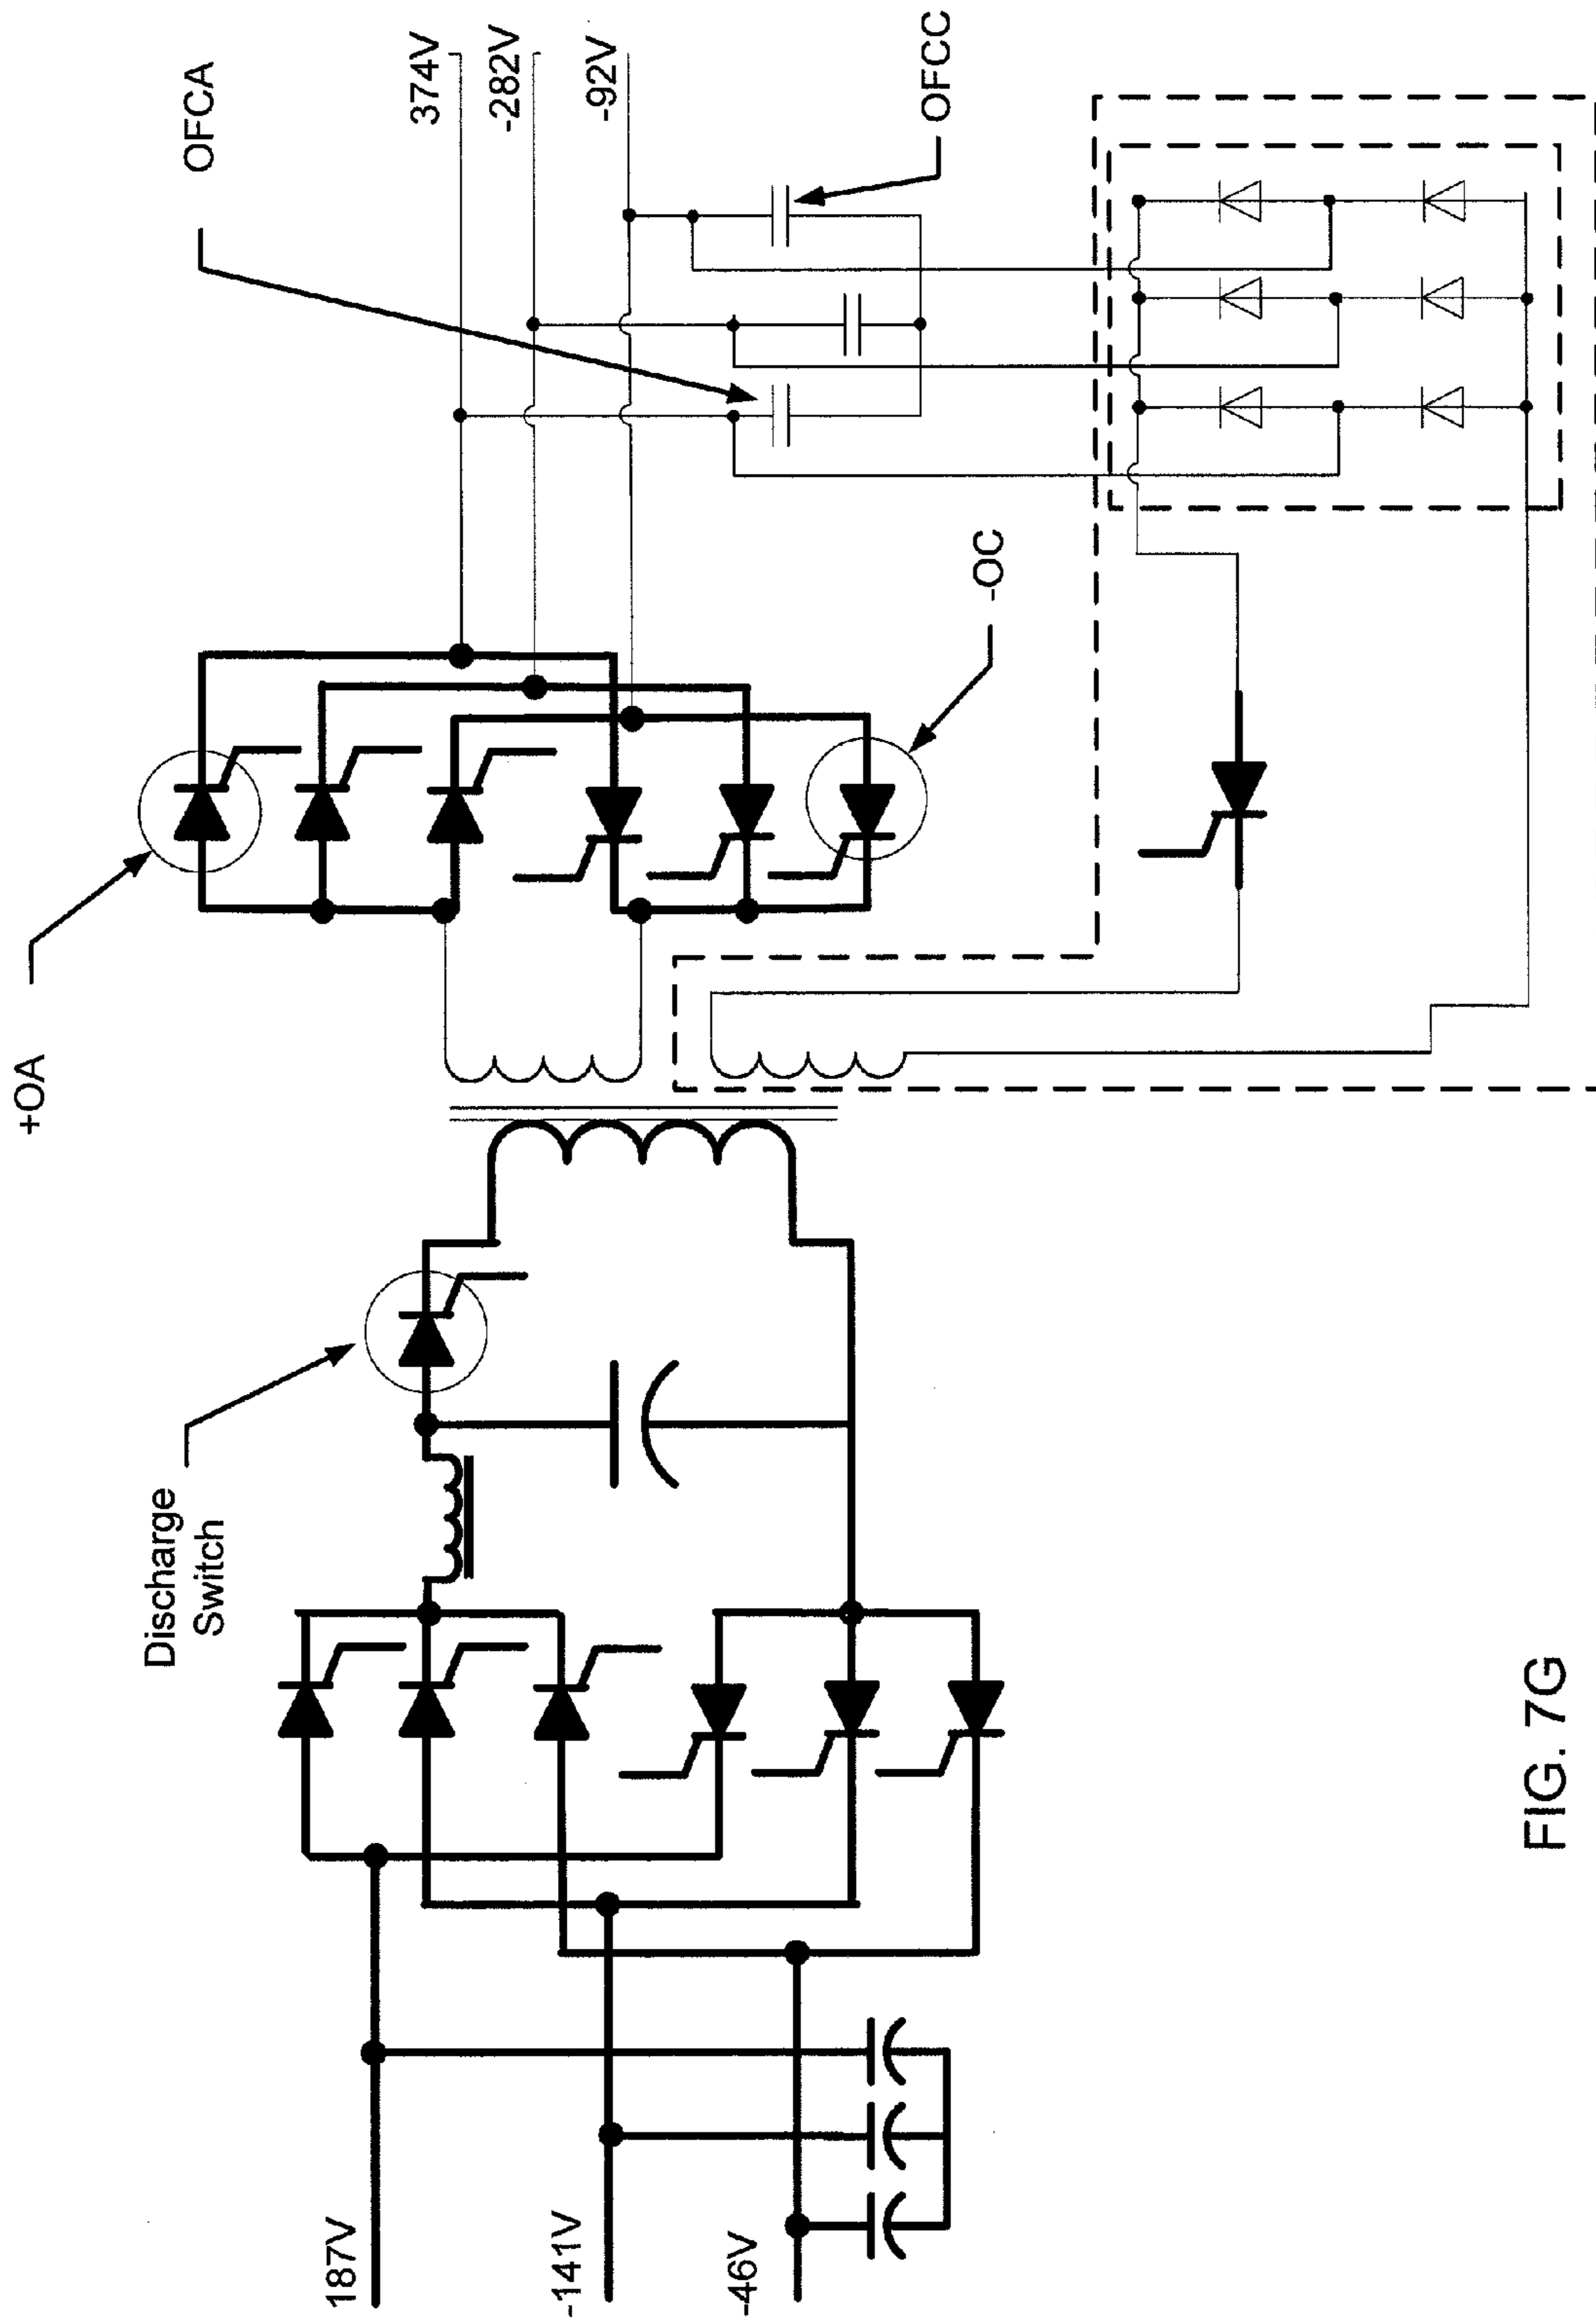 +OA
OFCA
374V
-282V
-92V
OFCC
-OC
Discharge
Switch
187V
-141V
-46V
FIG. 7G